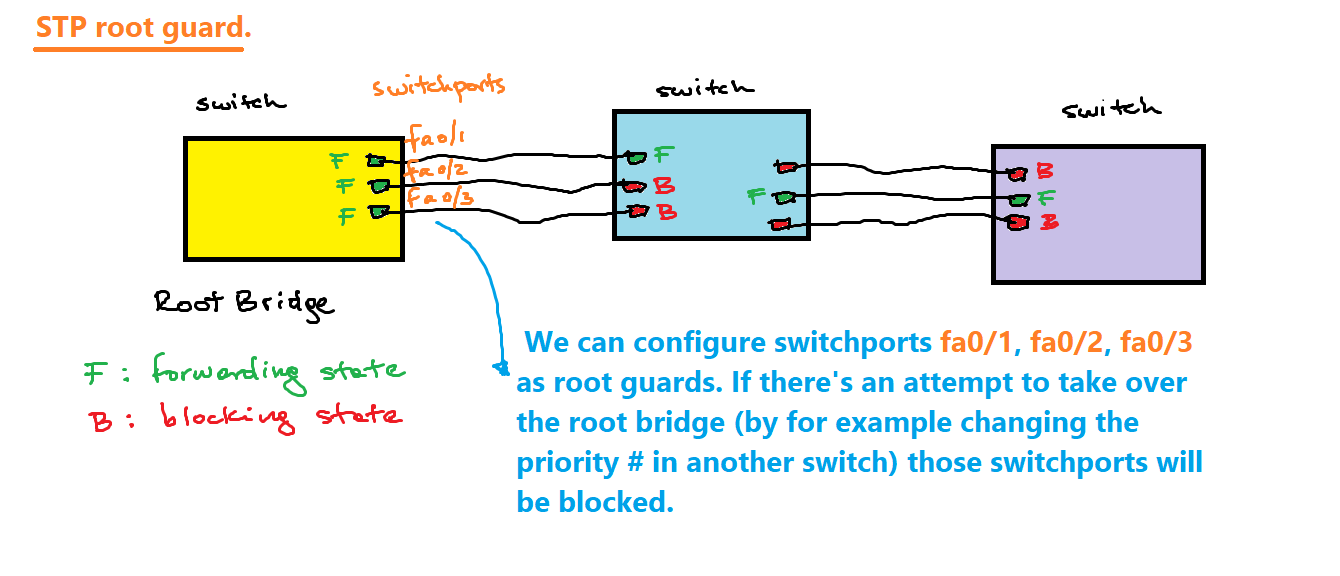 STP root guard.
switch
switchports
switch
switch
fa0/1
F
F
fa0/2
F
B
F
B
F
F
fa0/3
F
B
B
Root Bridge
F : forwarding state
B : blocking state
We can configure switchports fa0/1, fa0/2, fa0/3
as root guards. If there's an attempt to take over
the root bridge (by for example changing the
priority # in another switch) those switchports will
be blocked.